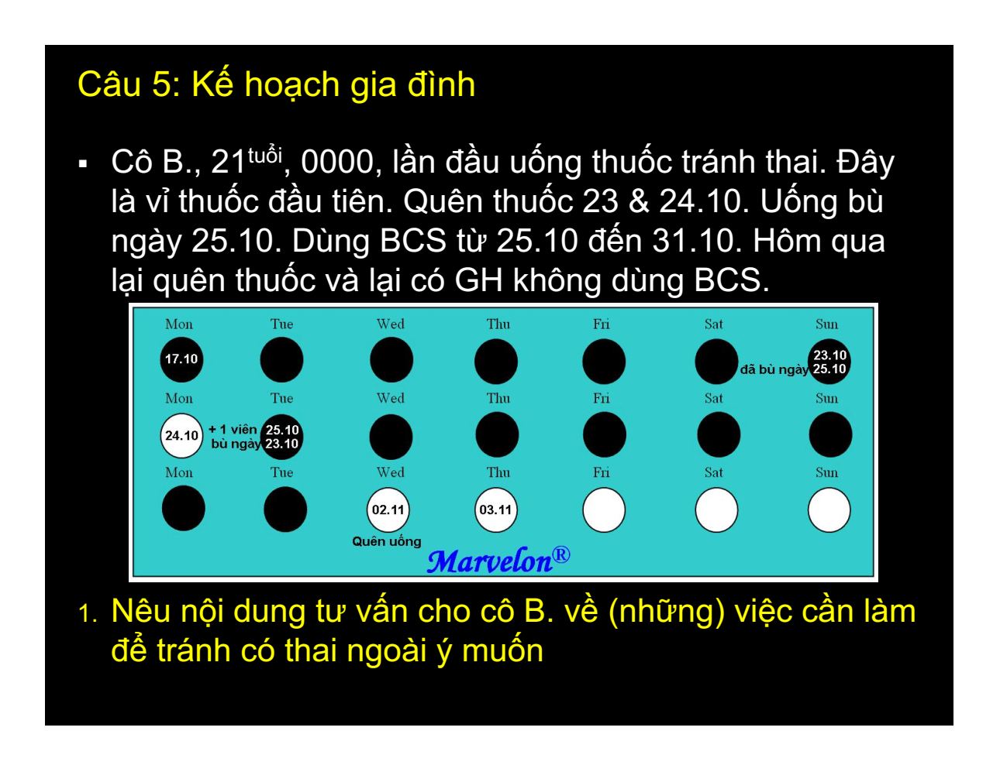 Câu 5: Kế hoạch gia đình
▪ Cô B., 21tuổi, 0000, lần đầu uống thuốc tránh thai. Đây
là vỉ thuốc đầu tiên. Quên thuốc 23 & 24.10. Uống bù
ngày 25.10. Dùng BCS từ 25.10 đến 31.10. Hôm qua
lại quên thuốc và lại có GH không dùng BCS.
Mon Tue Wed Thu Fri Sat Sun
17.10 đã bù ngày 23.10
25.10
Mon Tue Wed Thu Fri Sat Sun
24.10 + 1 viên 25.10
bù ngày 23.10
Mon Tue Wed Thu Fri Sat Sun
02.11 03.11
Quên uống
Marvelon®
1. Nêu nội dung tư vấn cho cô B. về (những) việc cần làm
để tránh có thai ngoài ý muốn